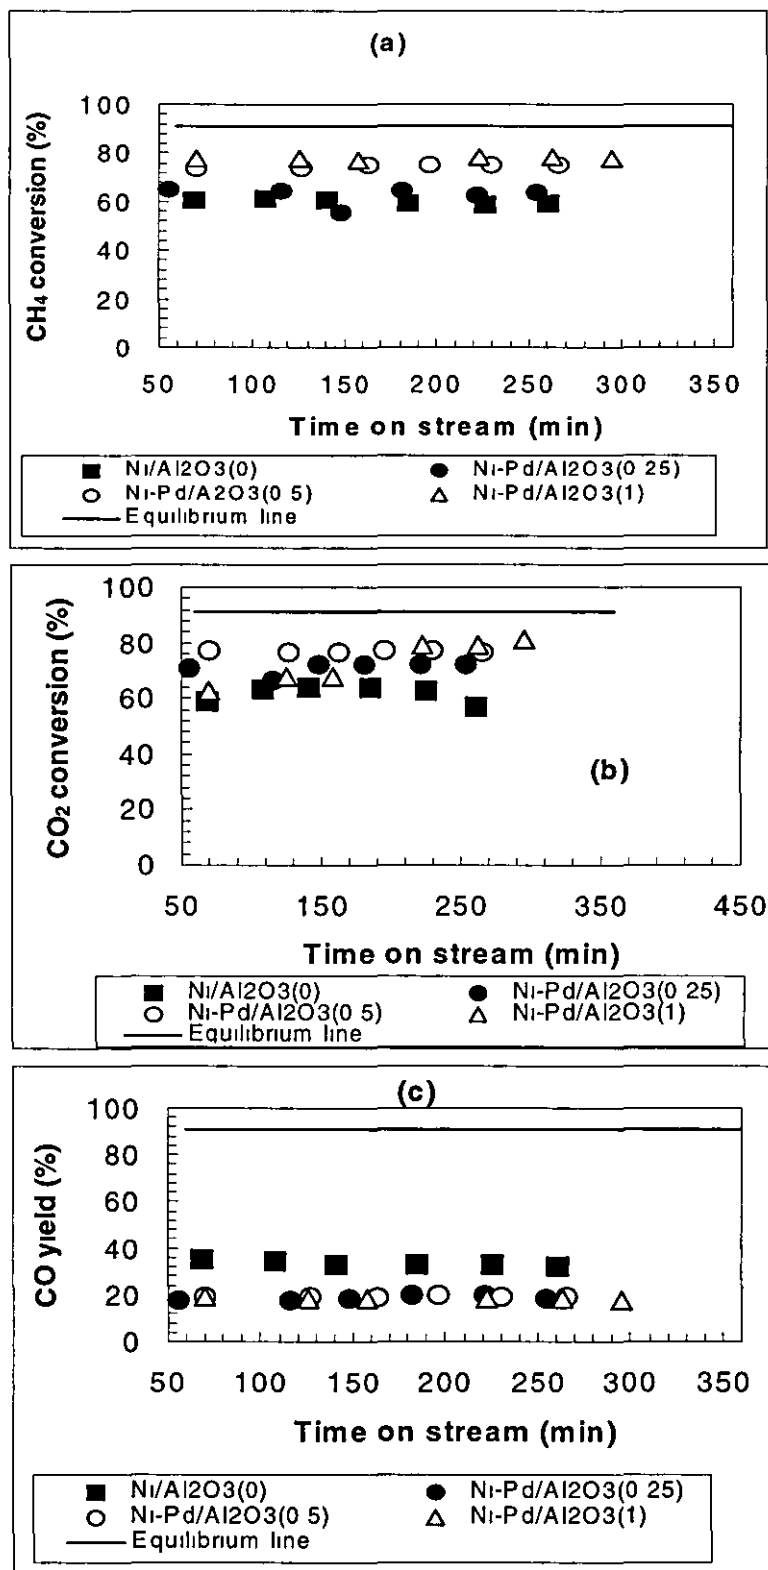 (a)
CH₄ conversion (%)
100
80
60
40
20
0
50 100 150 200 250 300 350
Time on stream (min)
Ni/Al2O3(0) Ni-Pd/Al2O3(0 25)
Ni-Pd/A2O3(0 5) Ni-Pd/Al2O3(1)
Equilibrium line
CO₂ conversion (%)
100
80
60
40
20
0
(b)
50 150 250 350 450
Time on stream (min)
Ni/Al2O3(0) Ni-Pd/Al2O3(0 25)
Ni-Pd/Al2O3(0 5) Ni-Pd/Al2O3(1)
Equilibrium line
(c)
CO yield (%)
100
80
60
40
20
0
50 100 150 200 250 300 350
Time on stream (min)
Ni/Al2O3(0) Ni-Pd/Al2O3(0 25)
Ni-Pd/Al2O3(0 5) Ni-Pd/Al2O3(1)
Equilibrium line